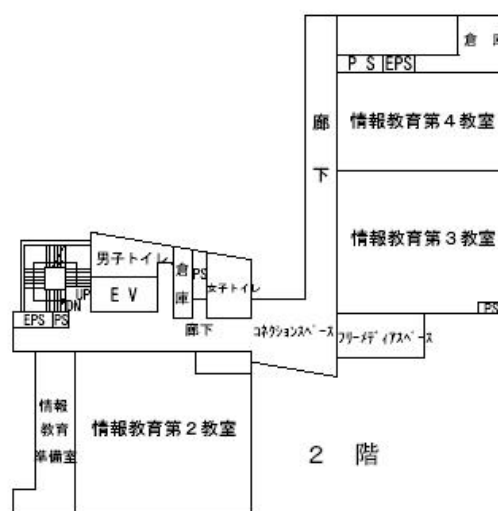 倉庫
PS
EPS
情報教育第4教室
廊下
情報教育第3教室
PS
男子トイレ
倉庫
PS
女子トイレ
EV
UP
DN
EPS
PS
廊下
コネクションスペース
フリーメディアスペース
情報教育準備室
情報教育第2教室
2階